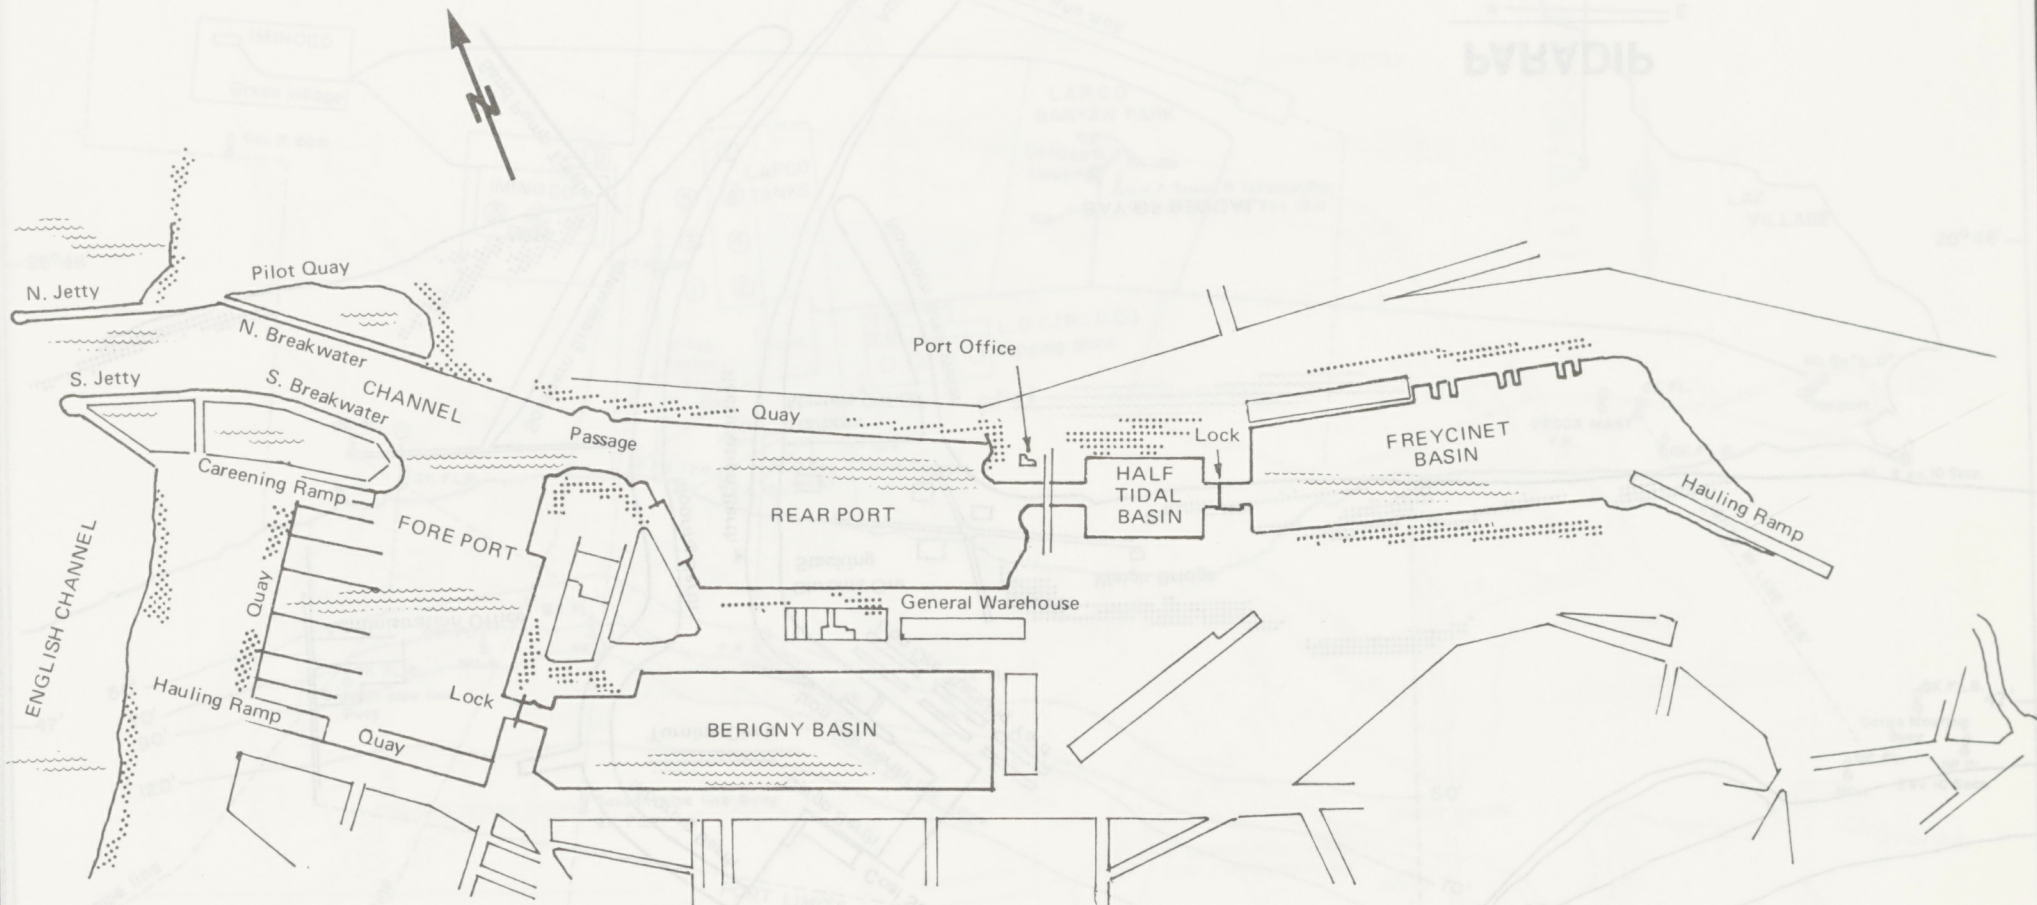 N
Pilot Quay
N. Jetty
N. Breakwater
S. Jetty
S. Breakwater
CHANNEL
Port Office
Quay
Passage
Lock
FREYCINET
BASIN
Careening Ramp
HALF
TIDAL
BASIN
Hauling Ramp
FORE PORT
REAR PORT
ENGLISH CHANNEL
Quay
General Warehouse
Hauling Ramp
Lock
Quay
BERIGNY BASIN
PARADIP